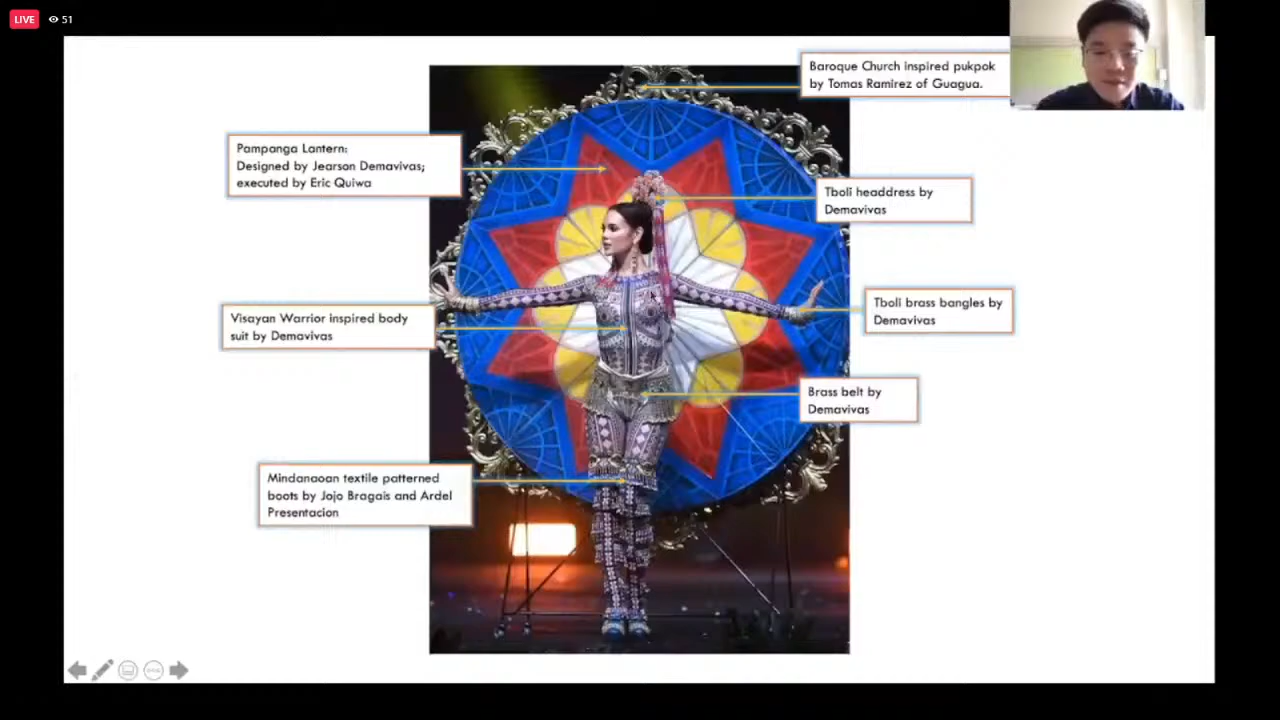 LIVE
51
Baroque Church inspired pukpok
by Tomas Ramirez of Guagua.
Pampanga Lantern:
Designed by Jearson Demavivas;
executed by Eric Quiwa
Tboli headdress by
Demavivas
Visayan Warrior inspired body
suit by Demavivas
Tboli brass bangles by
Demavivas
Brass belt by
Demavivas
Mindanaoan textile patterned
boots by Jojo Bragais and Ardel
Presentacion